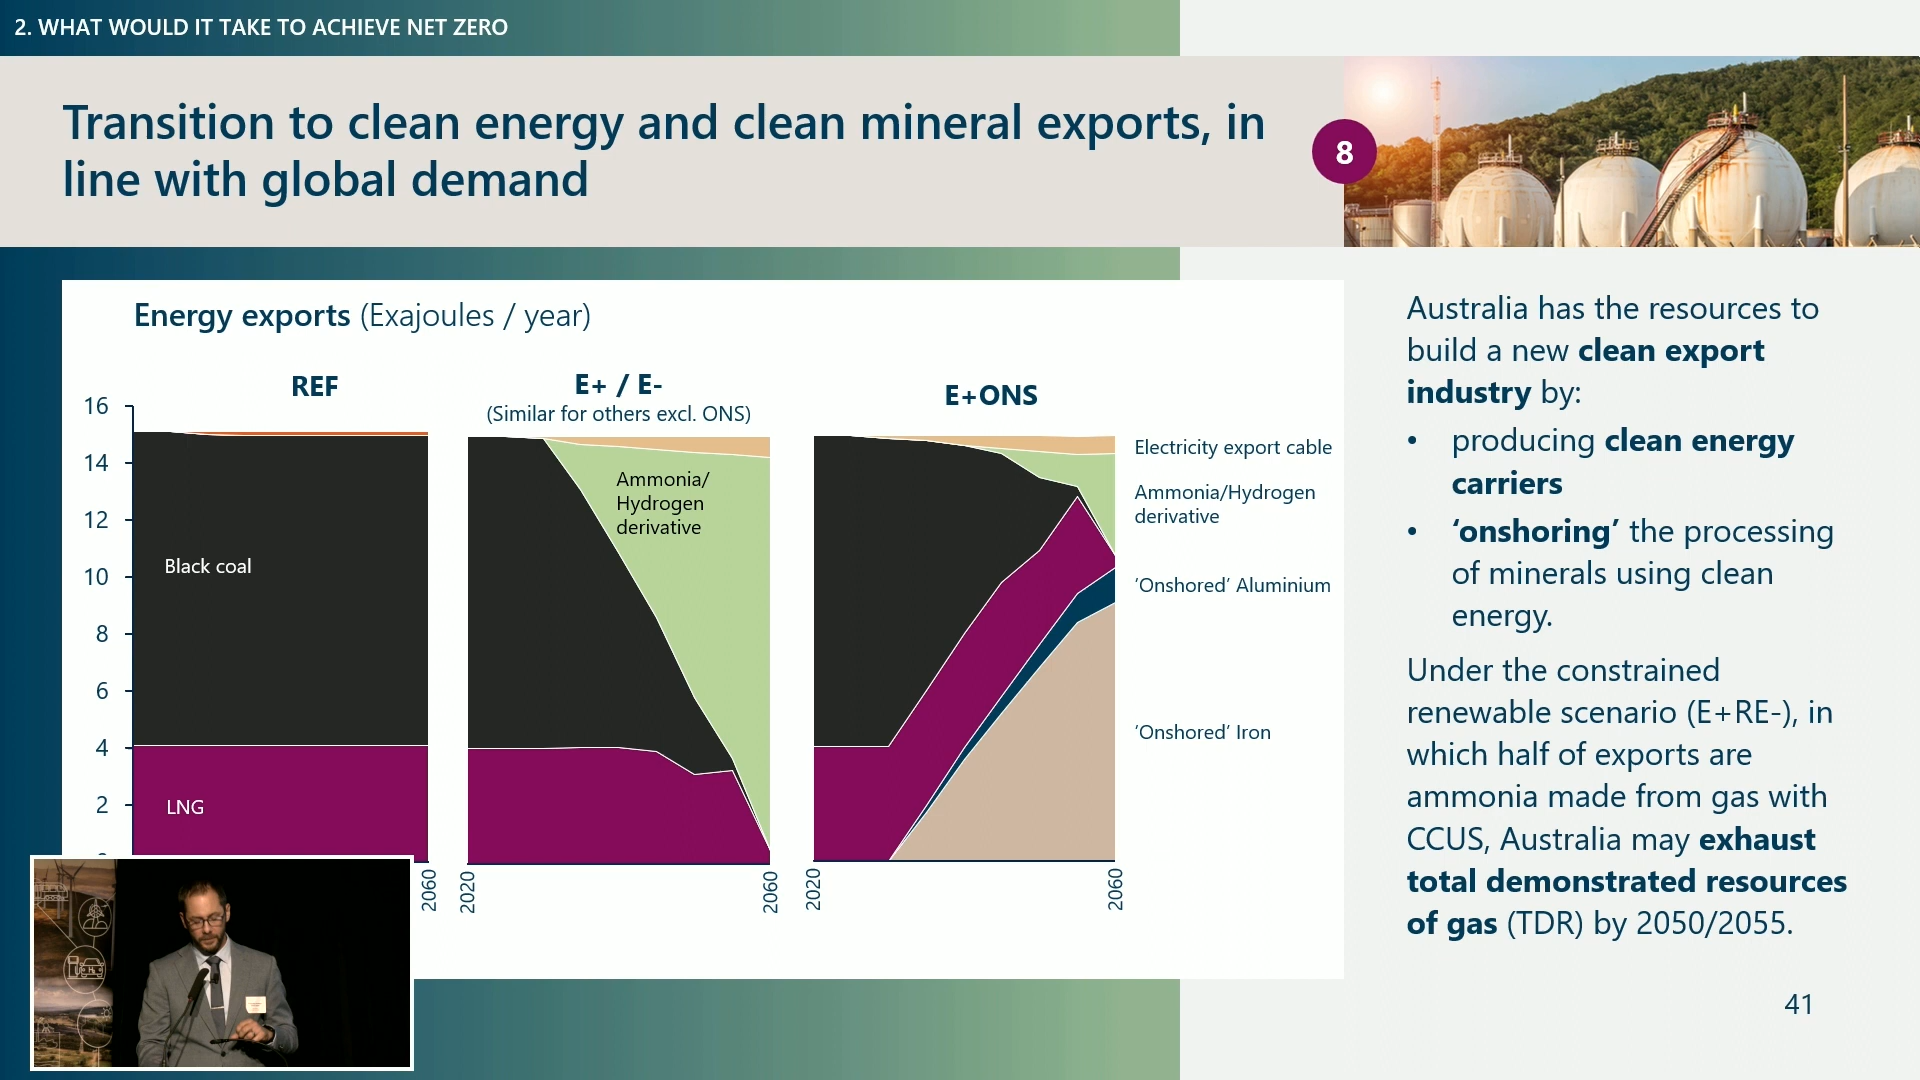 2. WHAT WOULD IT TAKE TO ACHIEVE NET ZERO
Transition to clean energy and clean mineral exports, in
line with global demand
8
Energy exports (Exajoules / year)
REF
E+ / E-
(Similar for others excl. ONS)
E+ONS
16
14
12
10
8
6
4
2
Black coal
LNG
Ammonia/
Hydrogen
derivative
Electricity export cable
Ammonia/Hydrogen
derivative
‘Onshored’ Aluminium
‘Onshored’ Iron
2060
2020
2060
2020
2060
Australia has the resources to
build a new clean export
industry by:
• producing clean energy
carriers
• ‘onshoring’ the processing
of minerals using clean
energy.
Under the constrained
renewable scenario (E+RE-), in
which half of exports are
ammonia made from gas with
CCUS, Australia may exhaust
total demonstrated resources
of gas (TDR) by 2050/2055.
41